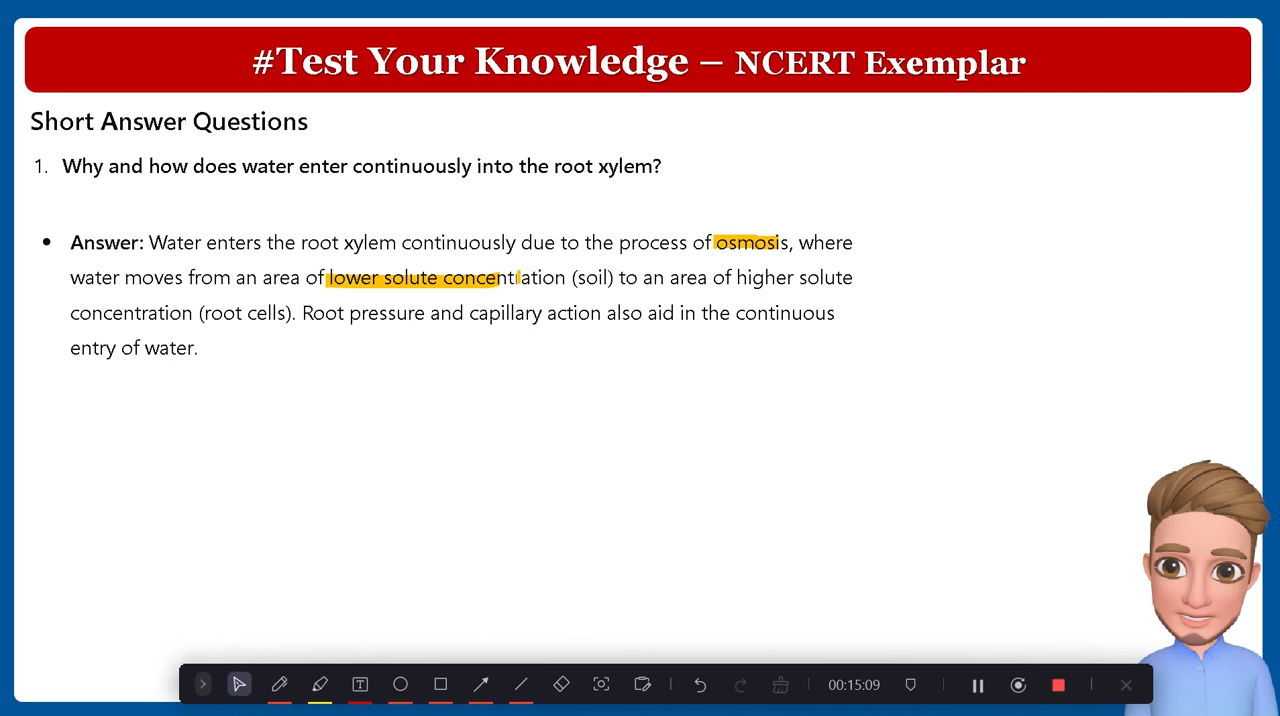 #Test Your Knowledge – NCERT Exemplar
Short Answer Questions
1. Why and how does water enter continuously into the root xylem?
• Answer: Water enters the root xylem continuously due to the process of osmosis, where
water moves from an area of lower solute concentration (soil) to an area of higher solute
concentration (root cells). Root pressure and capillary action also aid in the continuous
entry of water.
00:15:09